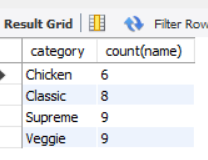 Result Grid Filter Row
category count(name)
Chicken 6
Classic 8
Supreme 9
Veggie 9